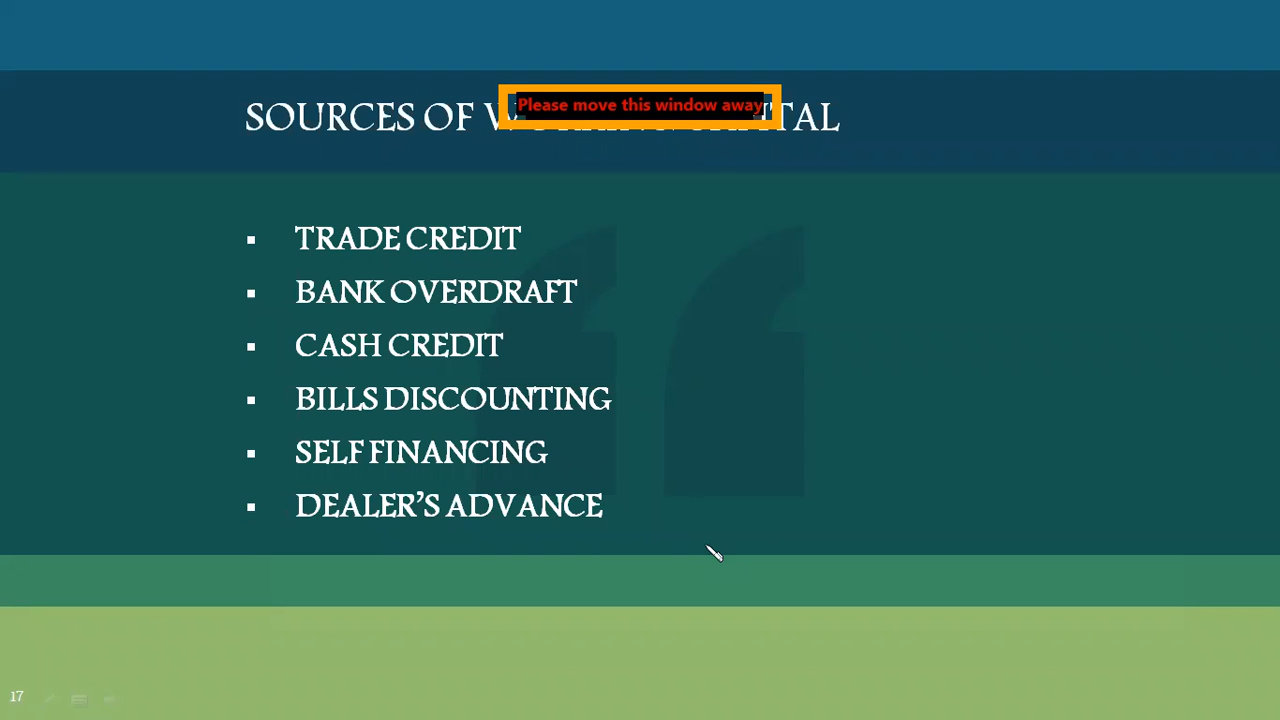 SOURCES OF W TAL
Please move this window away
▪ TRADE CREDIT
▪ BANK OVERDRAFT
▪ CASH CREDIT
▪ BILLS DISCOUNTING
▪ SELF FINANCING
▪ DEALER’S ADVANCE
17